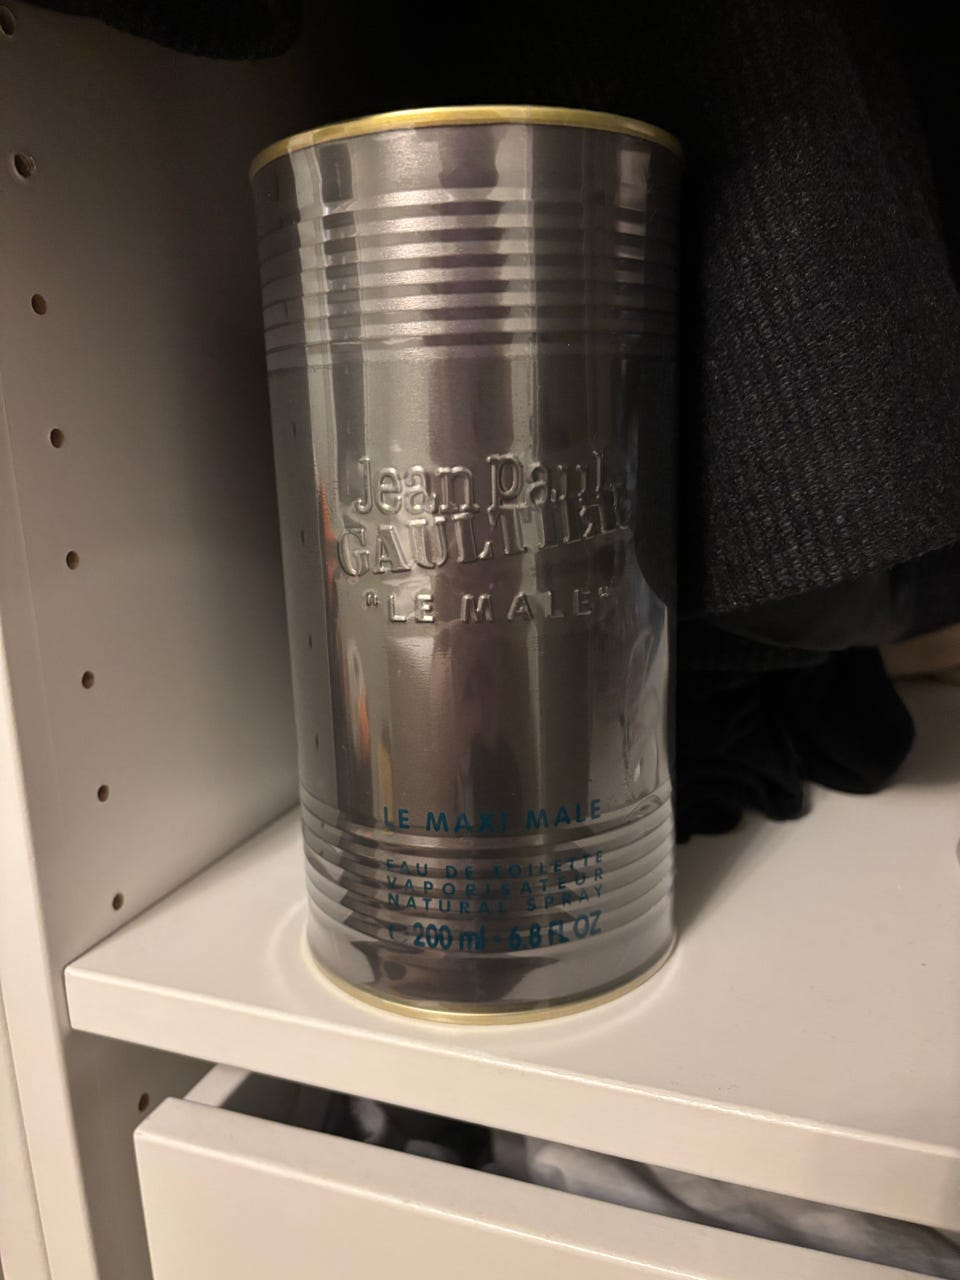 Jean Paul
GAULTIER
"LE MALE"
LE MAXI MALE
EAU DE TOILETTE
VAPORISATEUR
NATURAL SPRAY
℮ 200 ml - 6.8 FL OZ